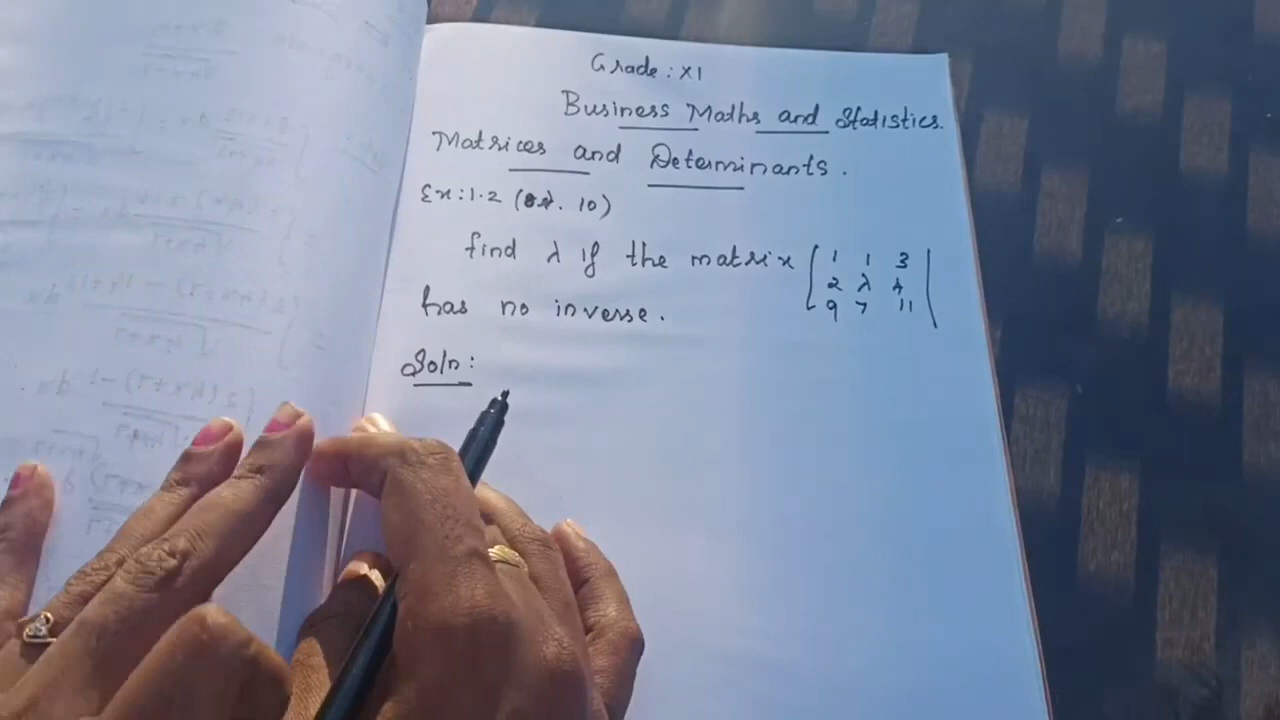 Grade : XI
Business Maths and Statistics.
Matrices and Determinants.
Ex : 1.2 ( 10)
find λ if the matrix [1 1 3
2 λ 4
9 7 11]
has no inverse.
Soln: